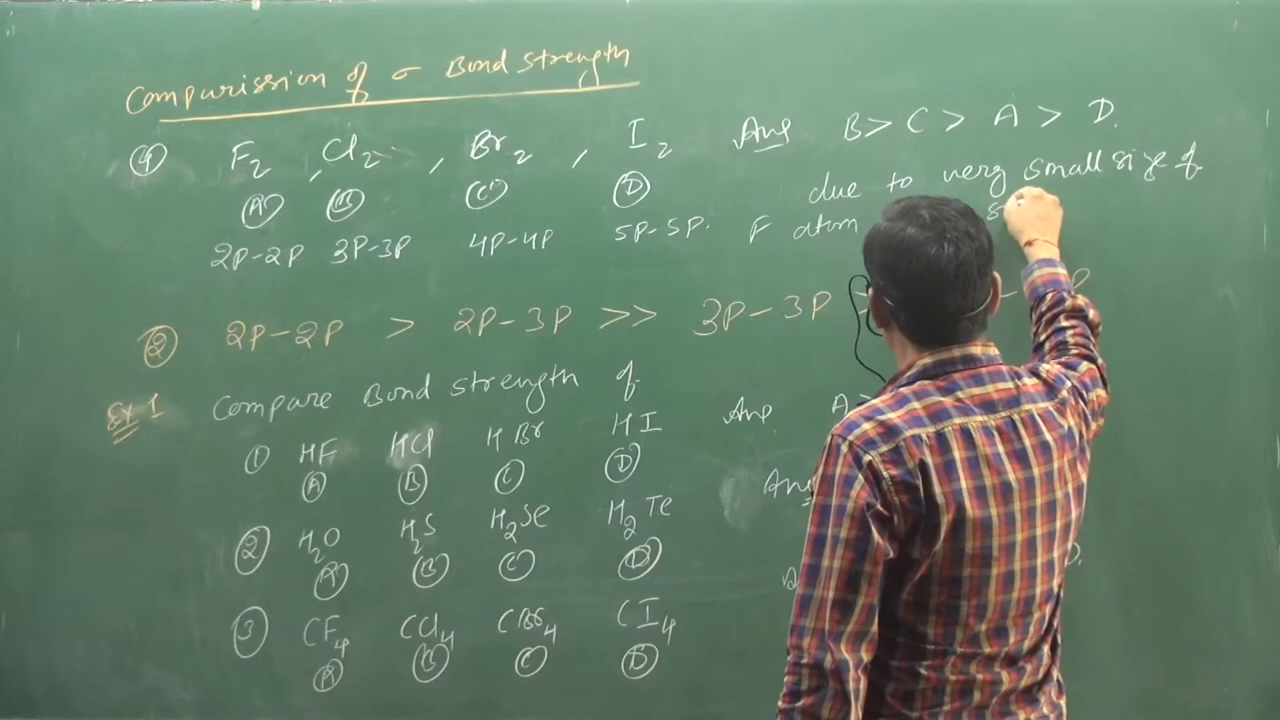 Comparission of σ Bond strength
④ F₂ , Cl₂ , Br₂ , I₂ Ans B > C > A > D.
Ⓐ Ⓑ Ⓒ Ⓓ due to very small size of
2P-2P 3P-3P 4P-4P 5P-5P. F atom
② 2P-2P > 2P-3P >> 3P-3P
Ex-1 Compare Bond strength of
① HF HCl HBr HI Ans A >
Ⓐ Ⓑ Ⓒ Ⓓ
② H₂O H₂S H₂Se H₂Te Ans
Ⓐ Ⓑ Ⓒ Ⓓ
③ CF₄ CCl₄ CBr₄ CI₄
Ⓐ Ⓑ Ⓒ Ⓓ